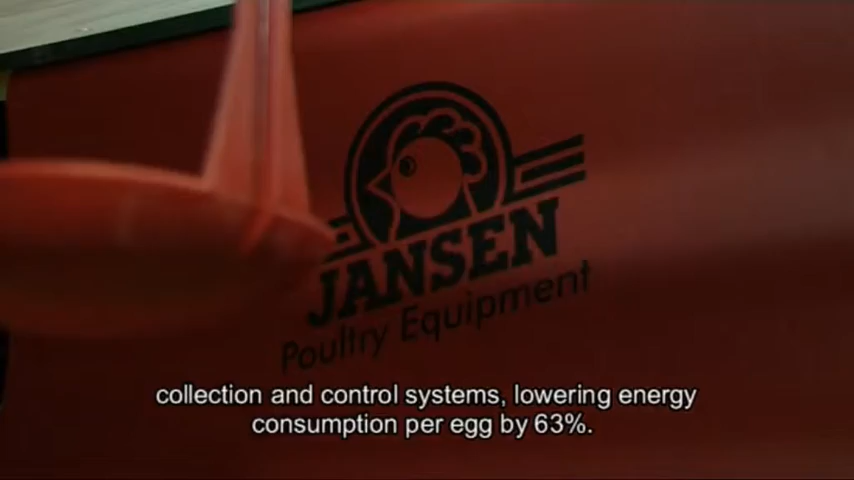 JANSEN
Poultry Equipment
collection and control systems, lowering energy
consumption per egg by 63%.